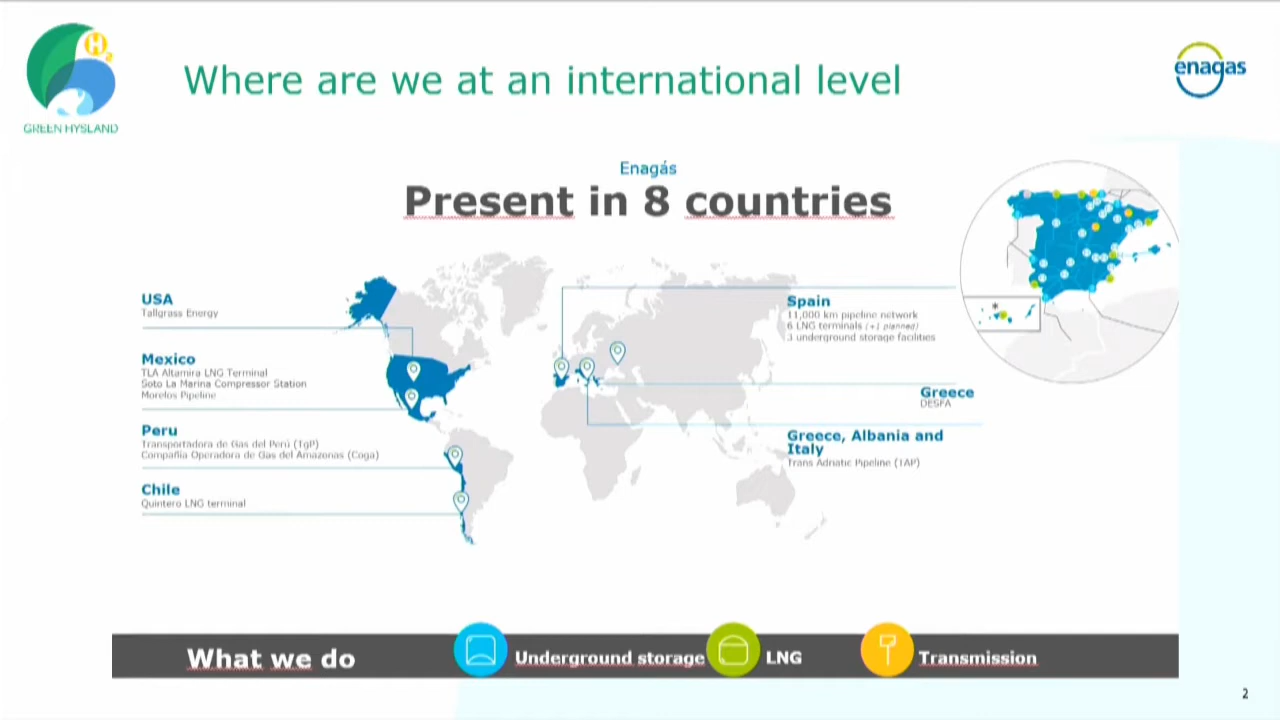 H2
GREEN HYSLAND
Where are we at an international level
enagas
Enagás
Present in 8 countries
USA
Tallgrass Energy
Mexico
TLA Altamira LNG Terminal
Soto La Marina Compressor Station
Morelos Pipeline
Peru
Transportadora de Gas del Perú (TgP)
Compañía Operadora de Gas del Amazonas (Coga)
Chile
Quintero LNG terminal
Spain
11,000 km pipeline network
6 LNG terminals (+1 planned)
3 underground storage facilities
*
Greece
DESFA
Greece, Albania and
Italy
Trans Adriatic Pipeline (TAP)
What we do
Underground storage
LNG
Transmission
2